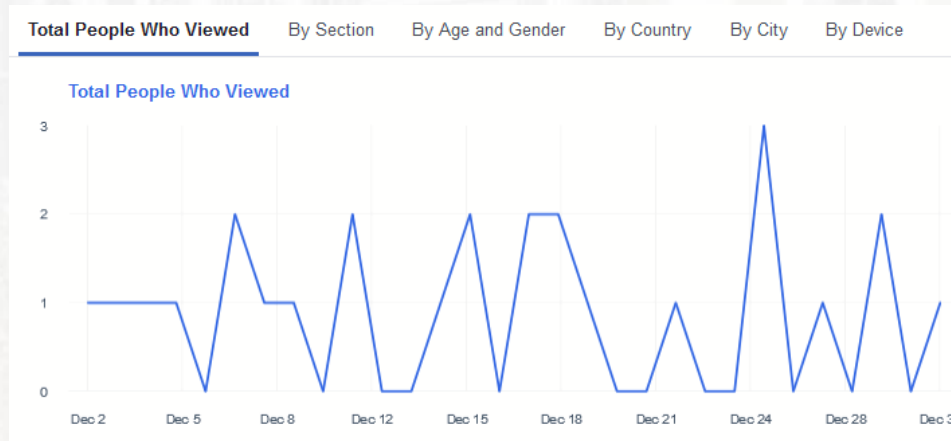 Total People Who Viewed By Section By Age and Gender By Country By City By Device
Total People Who Viewed
3
2
1
0
Dec 2 Dec 5 Dec 8 Dec 12 Dec 15 Dec 18 Dec 21 Dec 24 Dec 28 Dec